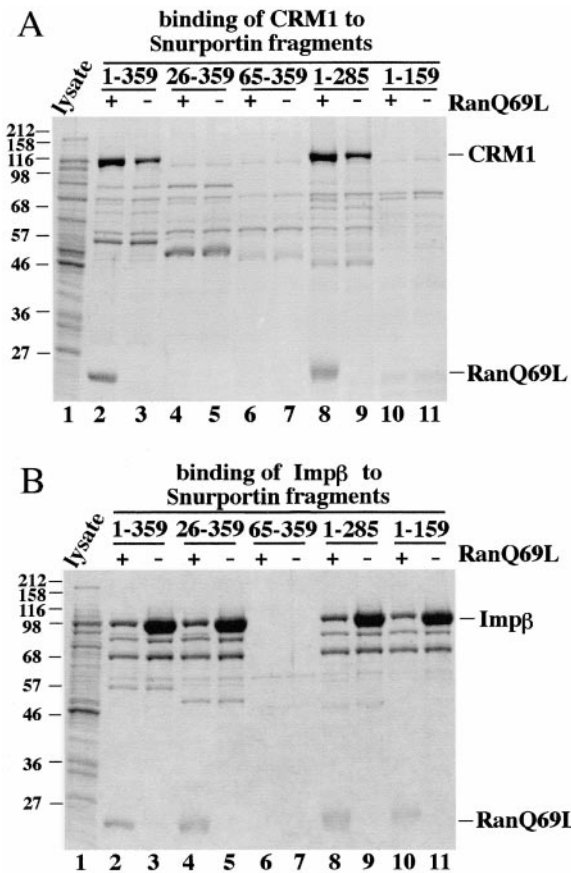 A
binding of CRM1 to
Snurportin fragments
lysate
1-359 26-359 65-359 1-285 1-159
+ - + - + - + - + - RanQ69L
212
158
116
98
68
57
46
36
27
CRM1
RanQ69L
1 2 3 4 5 6 7 8 9 10 11
B
binding of Impβ to
Snurportin fragments
lysate
1-359 26-359 65-359 1-285 1-159
+ - + - + - + - + - RanQ69L
212
158
116
98
68
57
46
36
27
Impβ
RanQ69L
1 2 3 4 5 6 7 8 9 10 11